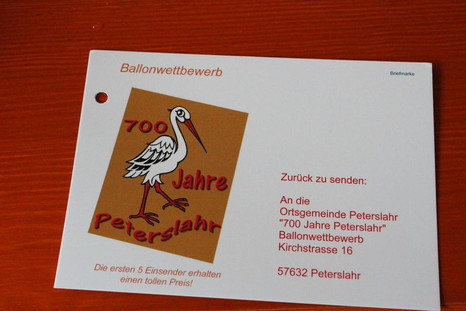 Ballonwettbewerb
Briefmarke
700
Jahre
Peterslahr
Die ersten 5 Einsender erhalten
einen tollen Preis!
Zurück zu senden:
An die
Ortsgemeinde Peterslahr
"700 Jahre Peterslahr"
Ballonwettbewerb
Kirchstrasse 16
57632 Peterslahr